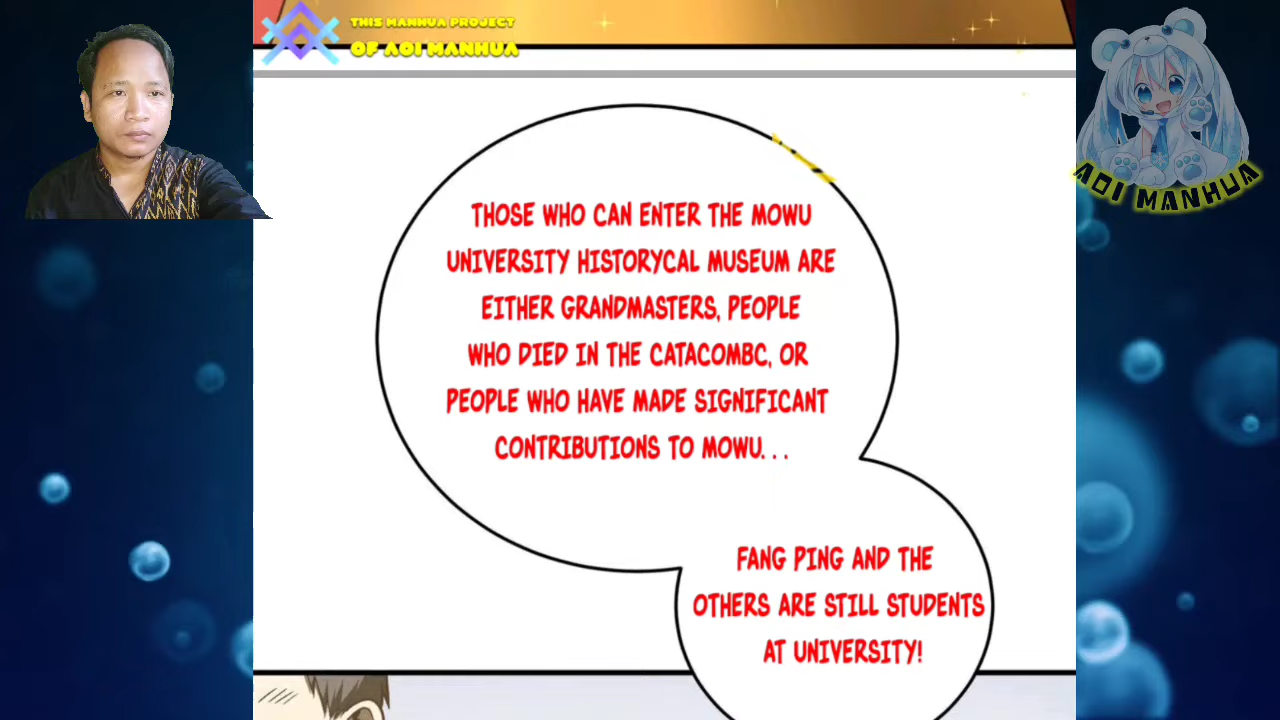 THIS MANHUA PROJECT
OF AOI MANHUA
AOI MANHUA
THOSE WHO CAN ENTER THE MOWU
UNIVERSITY HISTORYCAL MUSEUM ARE
EITHER GRANDMASTERS, PEOPLE
WHO DIED IN THE CATACOMBC, OR
PEOPLE WHO HAVE MADE SIGNIFICANT
CONTRIBUTIONS TO MOWU...
FANG PING AND THE
OTHERS ARE STILL STUDENTS
AT UNIVERSITY!